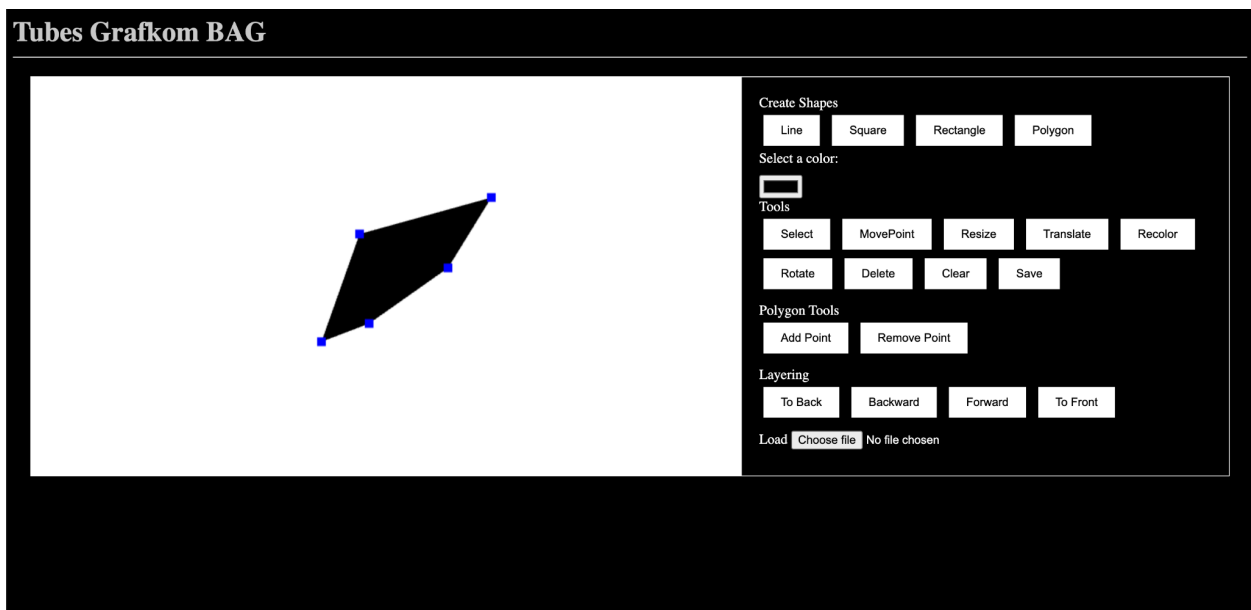 Tubes Grafkom BAG
Create Shapes
Line Square Rectangle Polygon
Select a color:
Tools
Select MovePoint Resize Translate Recolor
Rotate Delete Clear Save
Polygon Tools
Add Point Remove Point
Layering
To Back Backward Forward To Front
Load Choose file No file chosen